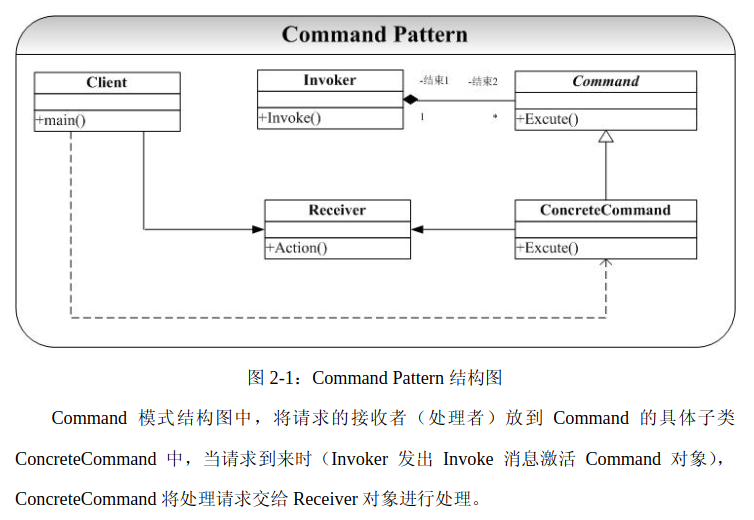 Command Pattern
Client
+main()
Invoker
+Invoke()
-结束1
-结束2
1
*
Command
+Excute()
Receiver
+Action()
ConcreteCommand
+Excute()
图 2-1：Command Pattern 结构图
Command 模式结构图中，将请求的接收者（处理者）放到 Command 的具体子类
ConcreteCommand 中，当请求到来时（Invoker 发出 Invoke 消息激活 Command 对象），
ConcreteCommand 将处理请求交给 Receiver 对象进行处理。